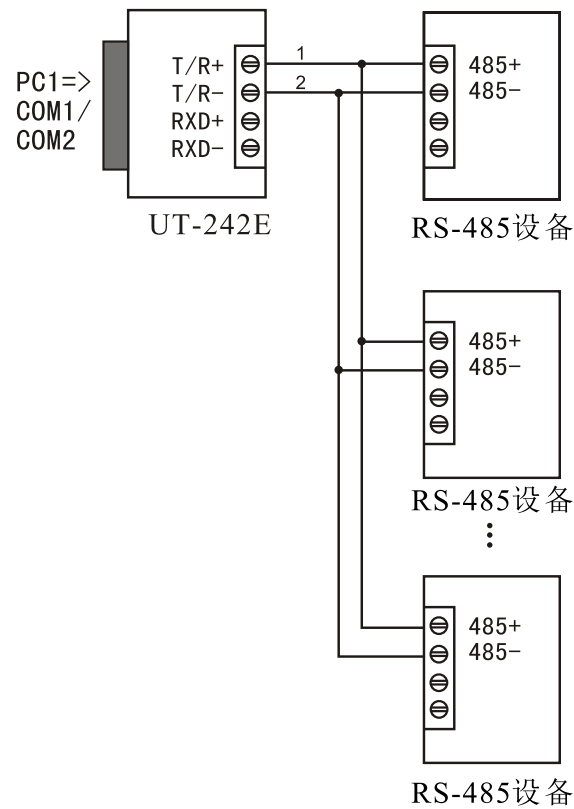 PC1=>
COM1/
COM2
T/R+
T/R-
RXD+
RXD-
UT-242E
1
2
485+
485-
RS-485设备
485+
485-
RS-485设备
485+
485-
RS-485设备